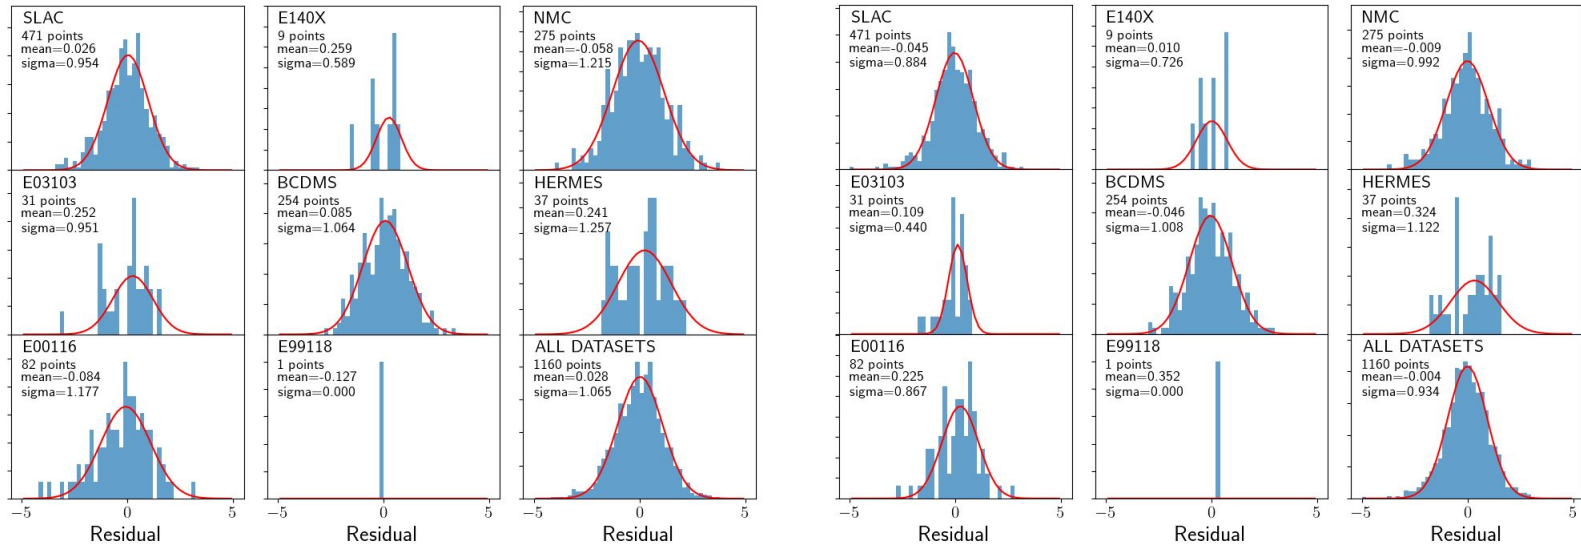 SLAC
471 points
mean=0.026
sigma=0.954
E140X
9 points
mean=0.259
sigma=0.589
NMC
275 points
mean=-0.058
sigma=1.215
E03103
31 points
mean=0.252
sigma=0.951
BCDMS
254 points
mean=0.085
sigma=1.064
HERMES
37 points
mean=0.241
sigma=1.257
E00116
82 points
mean=-0.084
sigma=1.177
E99118
1 points
mean=-0.127
sigma=0.000
ALL DATASETS
1160 points
mean=0.028
sigma=1.065
−5 0 5
−5 0 5
−5 0 5
Residual
Residual
Residual
SLAC
471 points
mean=-0.045
sigma=0.884
E140X
9 points
mean=0.010
sigma=0.726
NMC
275 points
mean=-0.009
sigma=0.992
E03103
31 points
mean=0.109
sigma=0.440
BCDMS
254 points
mean=-0.046
sigma=1.008
HERMES
37 points
mean=0.324
sigma=1.122
E00116
82 points
mean=0.225
sigma=0.867
E99118
1 points
mean=0.352
sigma=0.000
ALL DATASETS
1160 points
mean=-0.004
sigma=0.934
−5 0 5
−5 0 5
−5 0 5
Residual
Residual
Residual